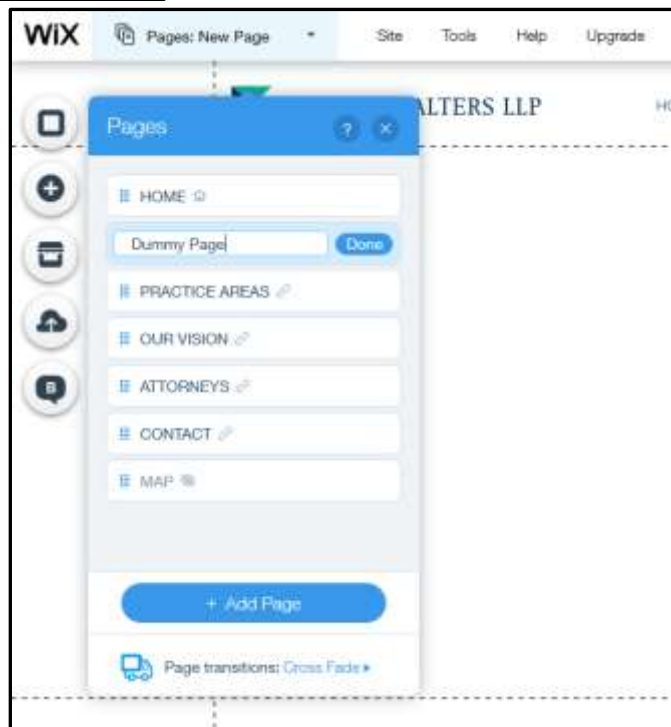 WiX Pages: New Page Site Tools Help Upgrade
ALTERS LLP
Pages ? ×
HOME
Dummy Page Done
PRACTICE AREAS
OUR VISION
ATTORNEYS
CONTACT
MAP
+ Add Page
Page transitions: Cross Fade